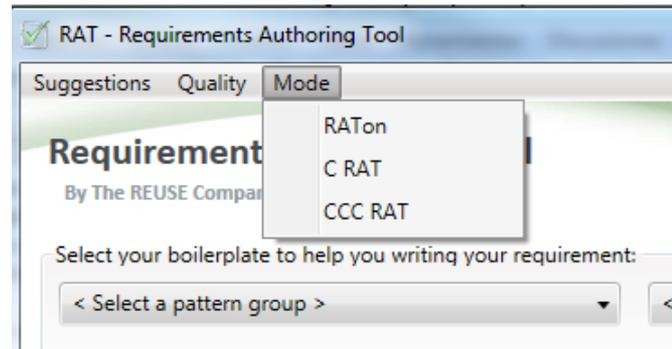 RAT - Requirements Authoring Tool
Suggestions Quality Mode
RATon
Requirement l
C RAT
By The REUSE Compa
CCC RAT
Select your boilerplate to help you writing your requirement:
< Select a pattern group > <